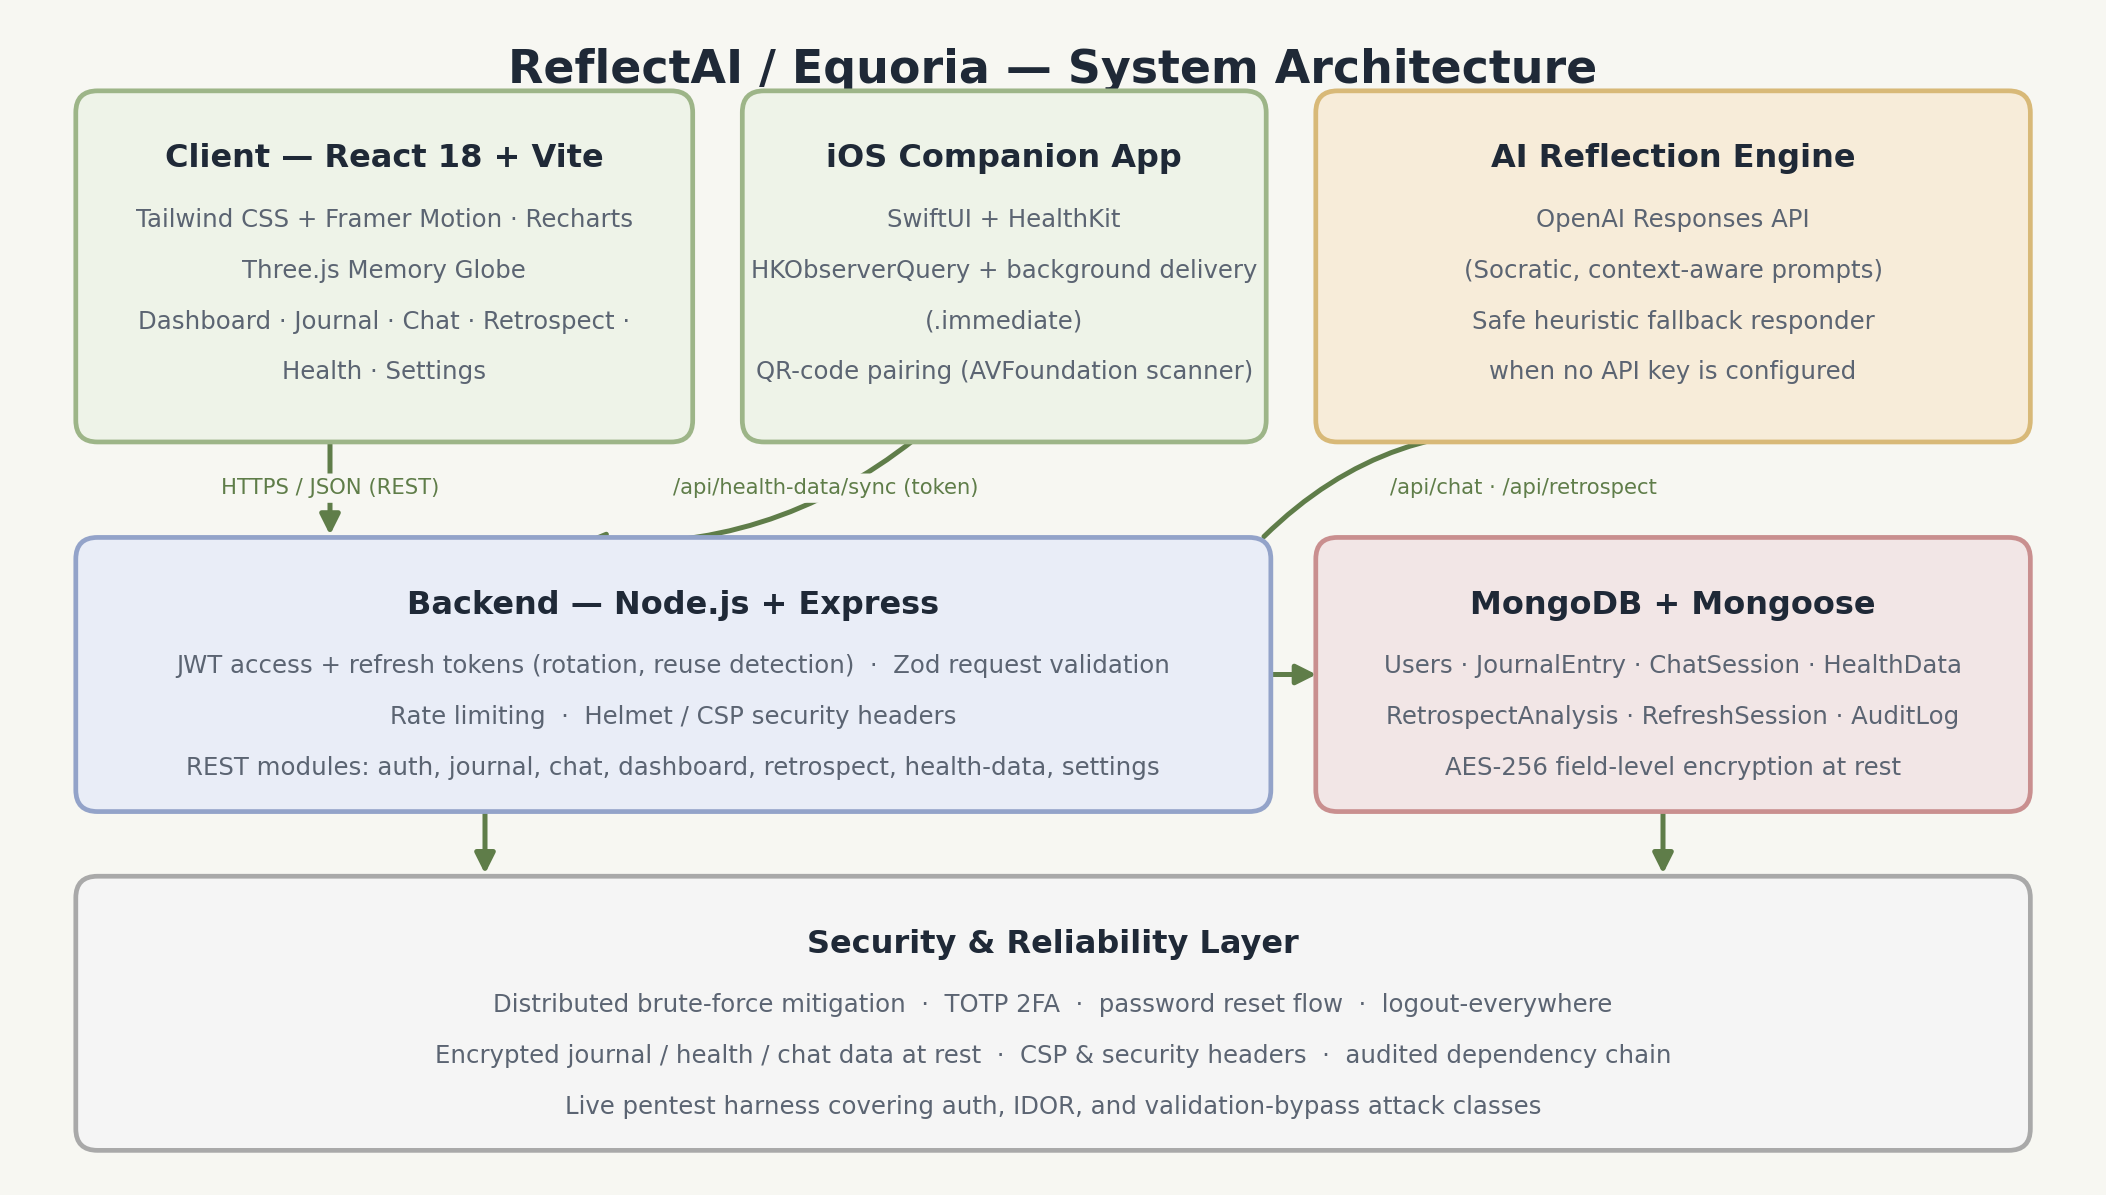 ReflectAI / Equoria — System Architecture
Client — React 18 + Vite
Tailwind CSS + Framer Motion · Recharts
Three.js Memory Globe
Dashboard · Journal · Chat · Retrospect ·
Health · Settings
iOS Companion App
SwiftUI + HealthKit
HKObserverQuery + background delivery
(.immediate)
QR-code pairing (AVFoundation scanner)
AI Reflection Engine
OpenAI Responses API
(Socratic, context-aware prompts)
Safe heuristic fallback responder
when no API key is configured
HTTPS / JSON (REST)
/api/health-data/sync (token)
/api/chat · /api/retrospect
Backend — Node.js + Express
JWT access + refresh tokens (rotation, reuse detection) · Zod request validation
Rate limiting · Helmet / CSP security headers
REST modules: auth, journal, chat, dashboard, retrospect, health-data, settings
MongoDB + Mongoose
Users · JournalEntry · ChatSession · HealthData
RetrospectAnalysis · RefreshSession · AuditLog
AES-256 field-level encryption at rest
Security & Reliability Layer
Distributed brute-force mitigation · TOTP 2FA · password reset flow · logout-everywhere
Encrypted journal / health / chat data at rest · CSP & security headers · audited dependency chain
Live pentest harness covering auth, IDOR, and validation-bypass attack classes